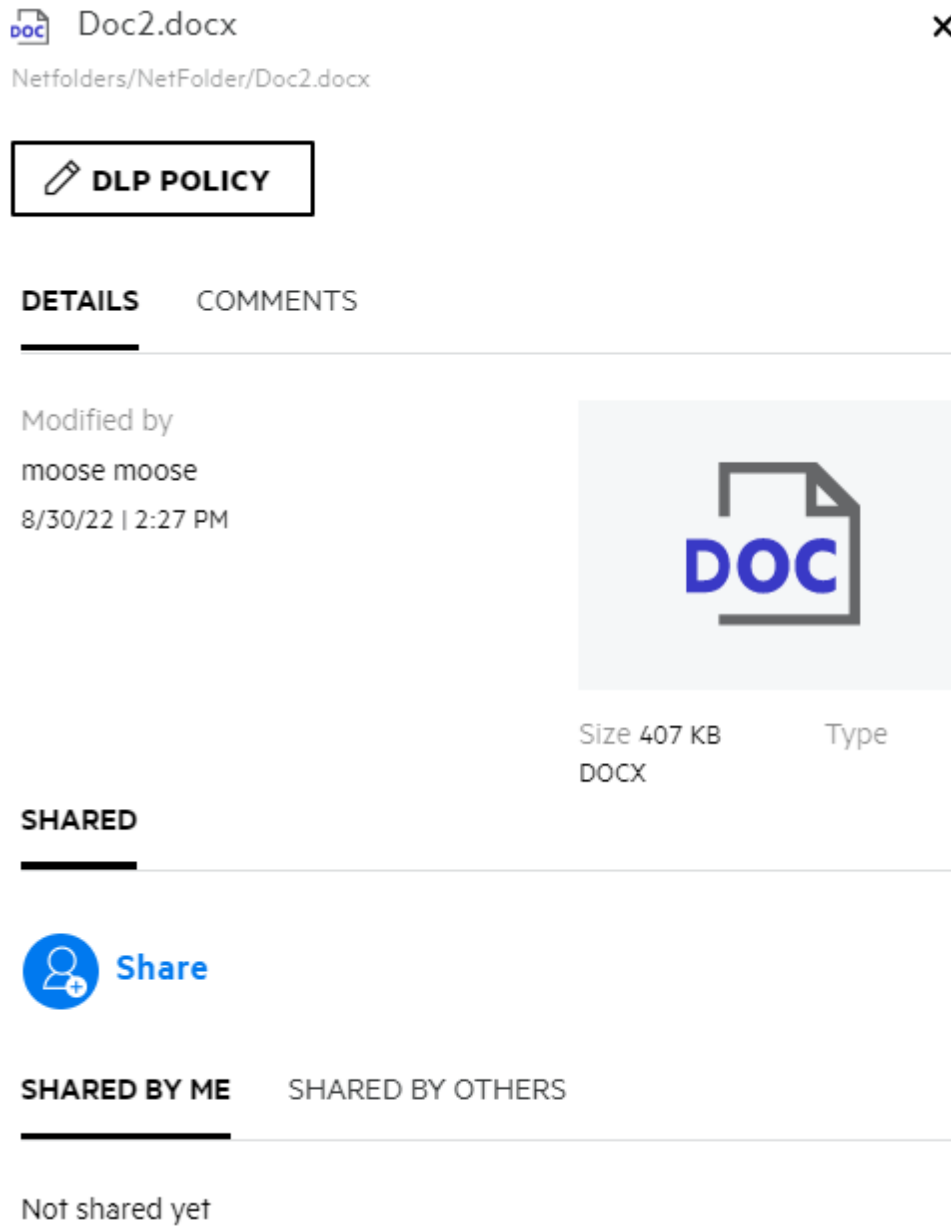 DOC Doc2.docx
Netfolders/NetFolder/Doc2.docx
DLP POLICY
DETAILS COMMENTS
Modified by
moose moose
8/30/22 | 2:27 PM
DOC
Size 407 KB Type
DOCX
SHARED
Share
SHARED BY ME SHARED BY OTHERS
Not shared yet